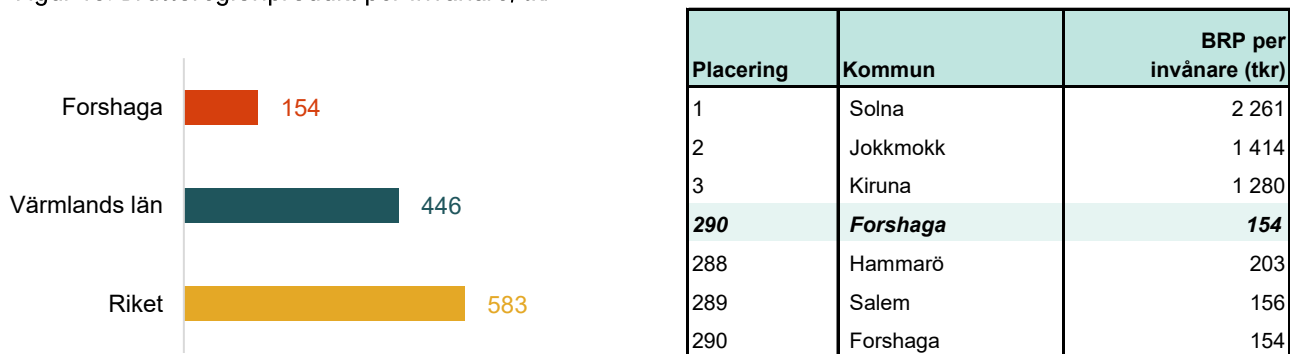 Forshaga 154
Värmlands län 446
Riket 583
Placering Kommun BRP per invånare (tkr)
1 Solna 2 261
2 Jokkmokk 1 414
3 Kiruna 1 280
290 Forshaga 154
288 Hammarö 203
289 Salem 156
290 Forshaga 154